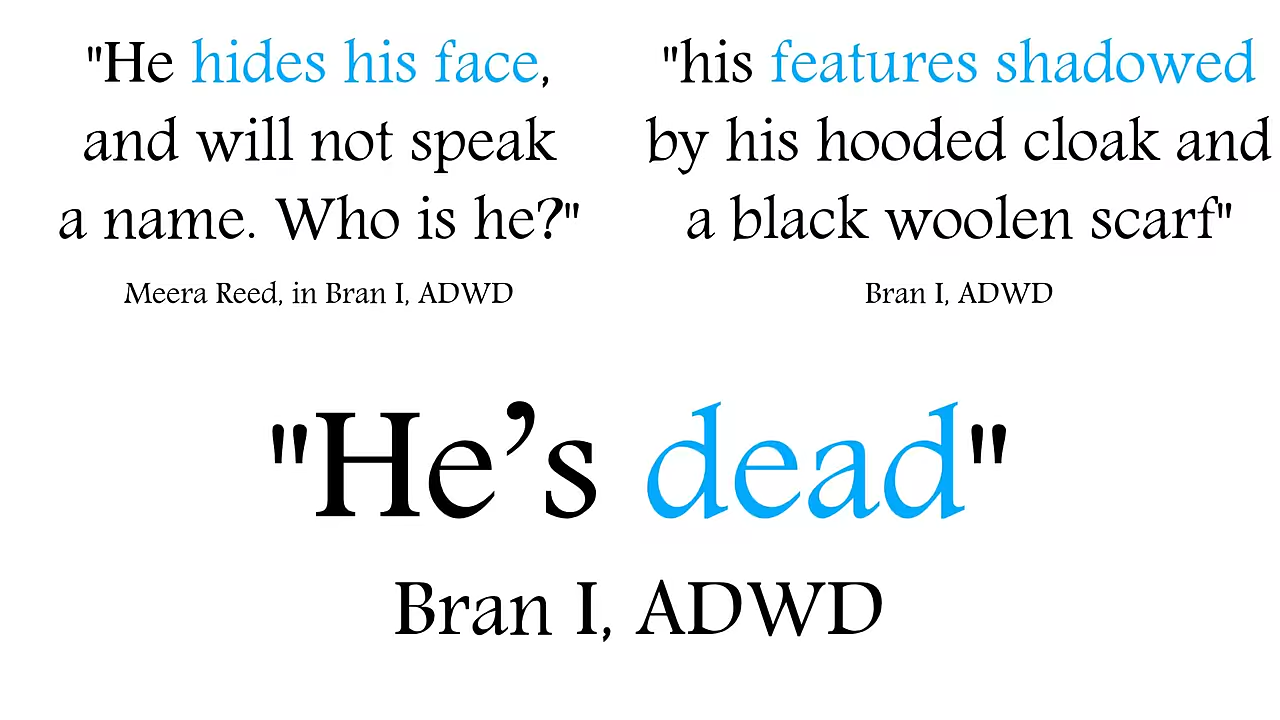 "He hides his face,
and will not speak
a name. Who is he?"
Meera Reed, in Bran I, ADWD
"his features shadowed
by his hooded cloak and
a black woolen scarf"
Bran I, ADWD
"He’s dead"
Bran I, ADWD